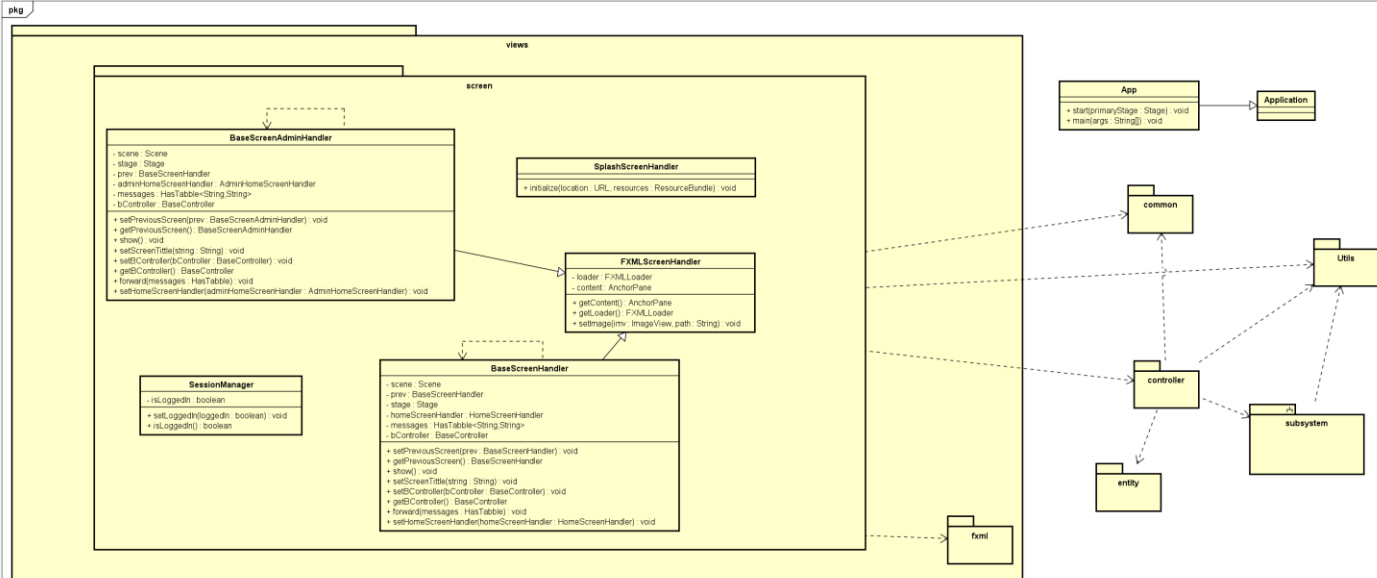 pkg
views
screen
BaseScreenAdminHandler
- scene : Scene
- stage : Stage
- prev : BaseScreenHandler
- adminHomeScreenHandler : AdminHomeScreenHandler
- messages : HasTabble<String,String>
- bController : BaseController
+ setPreviousScreen(prev : BaseScreenAdminHandler) : void
+ getPreviousScreen() : BaseScreenAdminHandler
+ show() : void
+ setScreenTittle(string : String) : void
+ setBController(bController : BaseController) : void
+ getBController() : BaseController
+ forward(messages : HasTabble) : void
+ setHomeScreenHandler(adminHomeScreenHandler : AdminHomeScreenHandler) : void
SplashScreenHandler
+ initialize(location : URL, resources : ResourceBundle) : void
FXMLScreenHandler
- loader : FXMLLoader
- content : AnchorPane
+ getContent() : AnchorPane
+ getLoader() : FXMLLoader
+ setImage(imv : ImageView, path : String) : void
SessionManager
- isLoggedIn : boolean
+ setLoggedIn(loggedIn : boolean) : void
+ isLoggedIn() : boolean
BaseScreenHandler
- scene : Scene
- prev : BaseScreenHandler
- stage : Stage
- homeScreenHandler : HomeScreenHandler
- messages : HasTabble<String,String>
- bController : BaseController
+ setPreviousScreen(prev : BaseScreenHandler) : void
+ getPreviousScreen() : BaseScreenHandler
+ show() : void
+ setScreenTittle(string : String) : void
+ setBController(bController : BaseController) : void
+ getBController() : BaseController
+ forward(messages : HasTabble) : void
+ setHomeScreenHandler(homeScreenHandler : HomeScreenHandler) : void
fxml
App
+ start(primaryStage : Stage) : void
+ main(args : String[]) : void
Application
common
Utils
controller
subsystem
entity